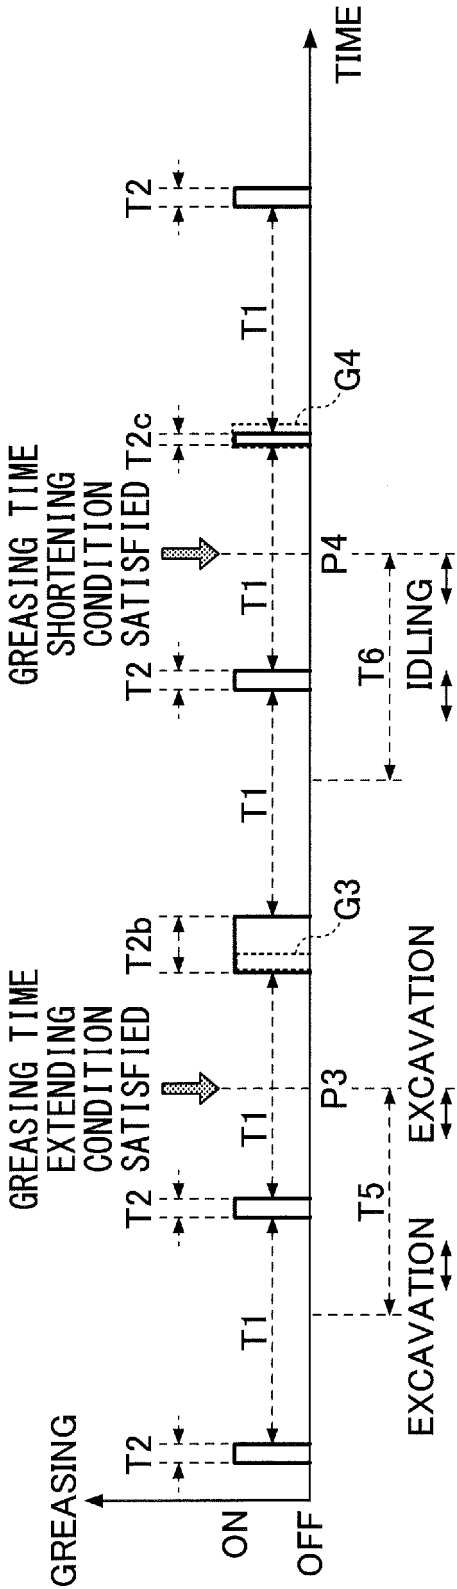 GREASING
ON
OFF
TIME
GREASING TIME
EXTENDING
CONDITION
SATISFIED
GREASING TIME
SHORTENING
CONDITION
SATISFIED
T2
T2
T2b
T2
T2c
T2
T1
T1
T1
T1
T1
P3
G3
P4
G4
T5
T6
EXCAVATION
EXCAVATION
IDLING